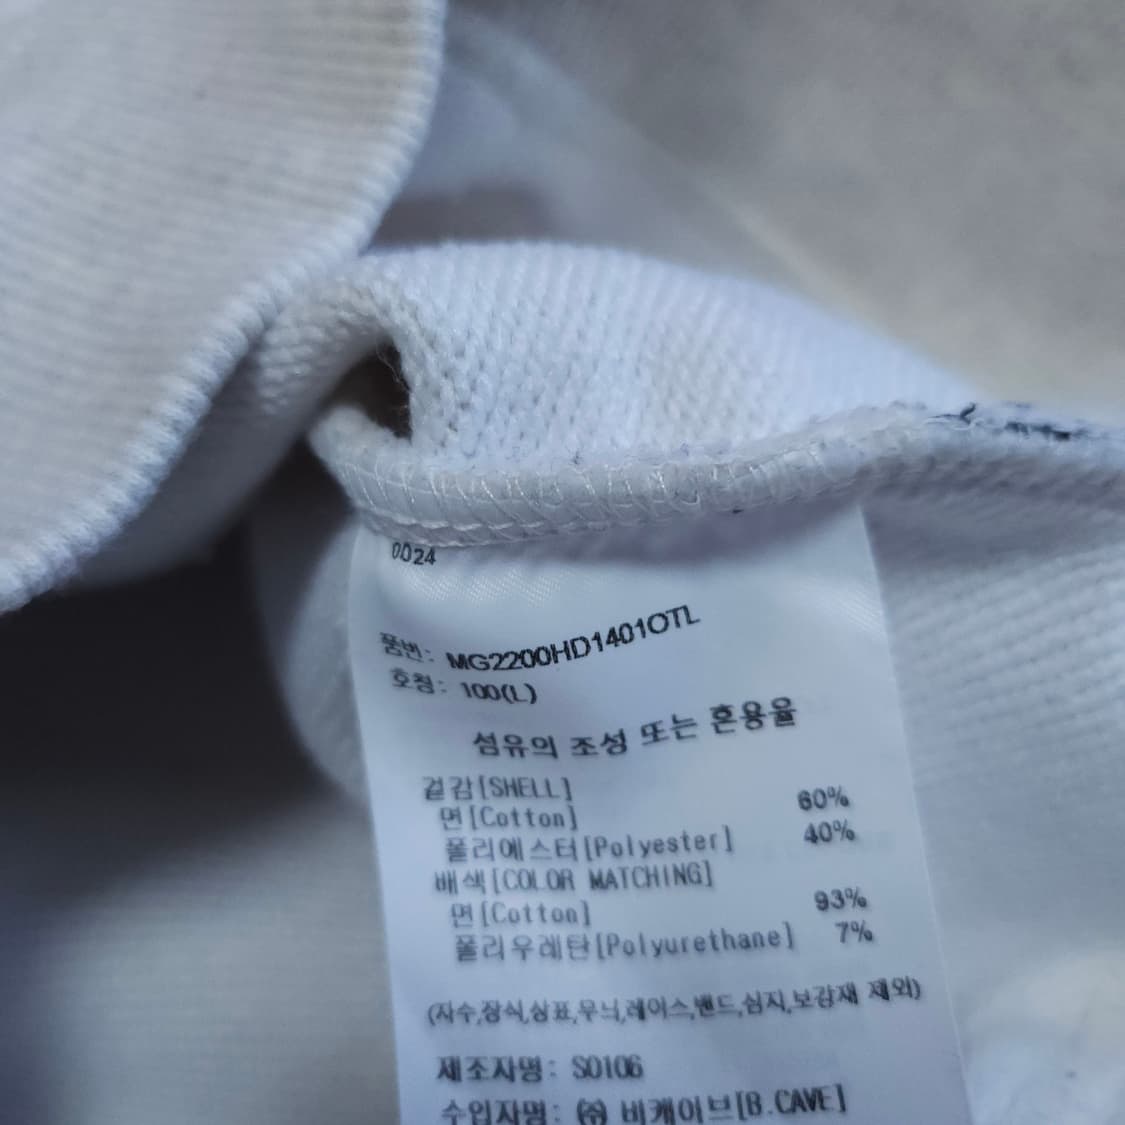 0024
품번: MG2200HD1401OTL
호칭: 100(L)
섬유의 조성 또는 혼용율
겉감[SHELL]
면[Cotton] 60%
폴리에스터[Polyester] 40%
배색[COLOR MATCHING]
면[Cotton] 93%
폴리우레탄[Polyurethane] 7%
(자수,장식,상표,무늬,레이스,밴드,심지,보강재 제외)
제조자명: S0106
수입자명: ㈜ 비케이브[B.CAVE]